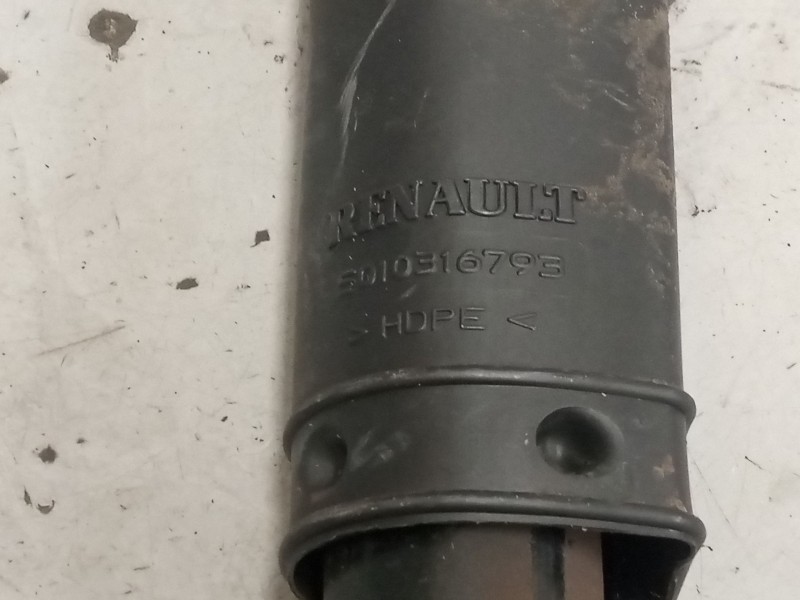 RENAULT
5010316793
> HDPE <